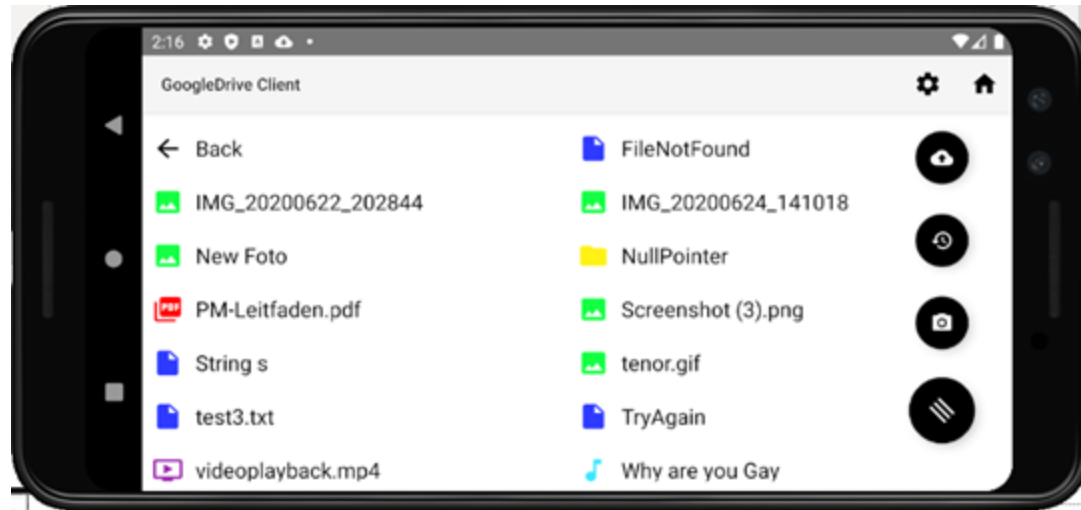 2:16
GoogleDrive Client
Back
FileNotFound
IMG_20200622_202844
IMG_20200624_141018
New Foto
NullPointer
PDF
PM-Leitfaden.pdf
Screenshot (3).png
String s
tenor.gif
test3.txt
TryAgain
videoplayback.mp4
Why are you Gay